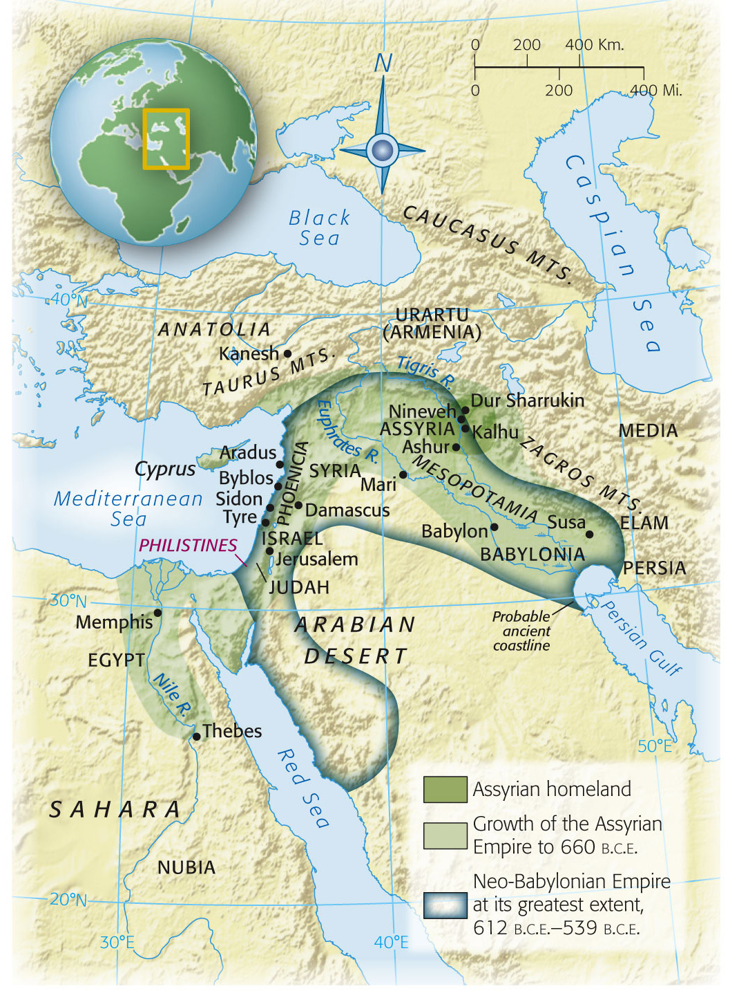 0 200 400 Km.
0 200 400 Mi.
N
Caspian Sea
Black
Sea
CAUCASUS MTS.
40°N
ANATOLIA
URARTU
(ARMENIA)
Kanesh
TAURUS MTS.
Tigris R.
Dur Sharrukin
Nineveh
ASSYRIA
Kalhu
Ashur
MEDIA
ZAGROS MTS.
Euphrates R.
Aradus
Cyprus
PHOENICIA
SYRIA
Byblos
Mari
MESOPOTAMIA
Mediterranean
Sea
Sidon
Tyre
Damascus
Susa
ELAM
Babylon
ISRAEL
PHILISTINES
Jerusalem
BABYLONIA
PERSIA
JUDAH
30°N
Memphis
ARABIAN
DESERT
Probable
ancient
coastline
Persian Gulf
EGYPT
Nile R.
Thebes
50°E
Red Sea
SAHARA
NUBIA
20°N
30°E
40°E
Assyrian homeland
Growth of the Assyrian
Empire to 660 B.C.E.
Neo-Babylonian Empire
at its greatest extent,
612 B.C.E.–539 B.C.E.